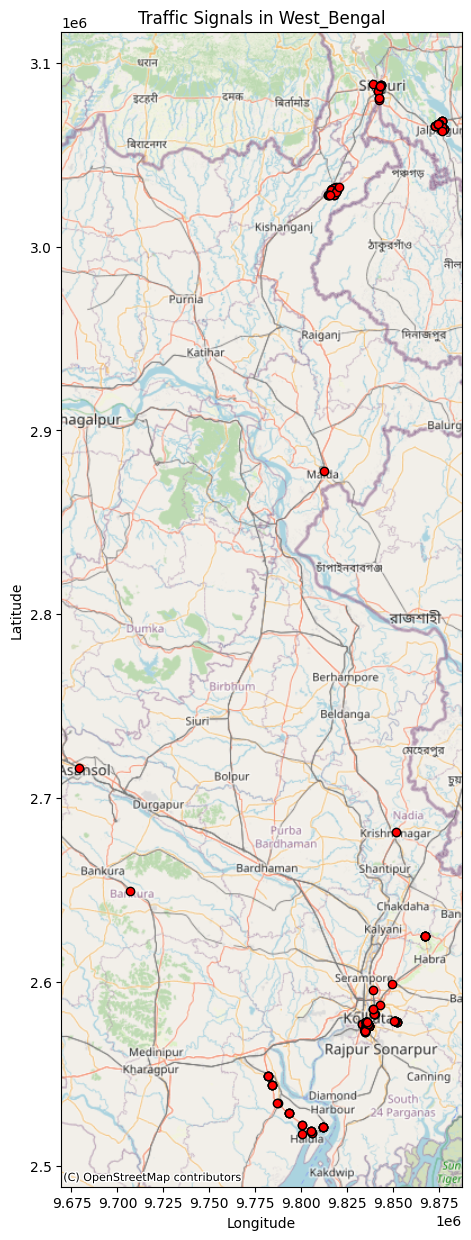 Traffic Signals in West_Bengal
1e6
3.1
3.0
2.9
2.8
2.7
2.6
2.5
Latitude
धरान
इटहरी
दमक
बिर्तामोड
बिराटनगर
পঞ্চগড়
Kishanganj
ঠাকুরগাঁও
Purnia
Raiganj
দিনাজপুর
Katihar
nagalpur
Balurg
Malda
চাঁপাইনবাবগঞ্জ
রাজশাহী
Dumka
Birbhum
Berhampore
Siuri
Beldanga
মেহেরপুর
Asansol
Bolpur
Durgapur
Nadia
Purba
Bardhaman
Krishnanagar
Bankura
Bardhaman
Shantipur
Bankura
Chakdaha
Kalyani
Ban
Habra
Serampore
Kolkata
Ba
Medinipur
Rajpur Sonarpur
Kharagpur
Canning
Diamond
Harbour
South
24 Parganas
Haldia
Kakdwip
Sun
Tiger
(C) OpenStreetMap contributors
9.675 9.700 9.725 9.750 9.775 9.800 9.825 9.850 9.875
Longitude
1e6